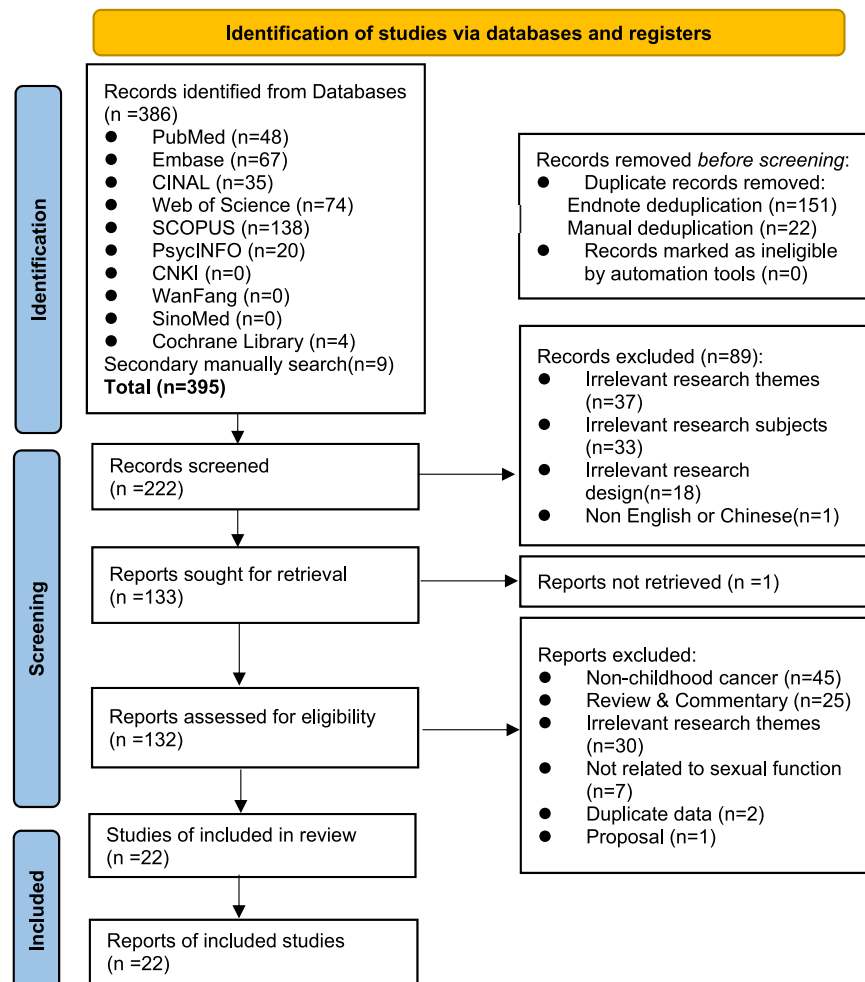 Identification of studies via databases and registers
Identification
Records identified from Databases
(n =386)
● PubMed (n=48)
● Embase (n=67)
● CINAL (n=35)
● Web of Science (n=74)
● SCOPUS (n=138)
● PsycINFO (n=20)
● CNKI (n=0)
● WanFang (n=0)
● SinoMed (n=0)
● Cochrane Library (n=4)
Secondary manually search(n=9)
Total (n=395)
Records removed before screening:
● Duplicate records removed:
Endnote deduplication (n=151)
Manual deduplication (n=22)
● Records marked as ineligible
by automation tools (n=0)
Screening
Records screened
(n =222)
Records excluded (n=89):
● Irrelevant research themes
(n=37)
● Irrelevant research subjects
(n=33)
● Irrelevant research
design(n=18)
● Non English or Chinese(n=1)
Reports sought for retrieval
(n =133)
Reports not retrieved (n =1)
Reports assessed for eligibility
(n =132)
Reports excluded:
● Non-childhood cancer (n=45)
● Review & Commentary (n=25)
● Irrelevant research themes
(n=30)
● Not related to sexual function
(n=7)
● Duplicate data (n=2)
● Proposal (n=1)
Included
Studies of included in review
(n =22)
Reports of included studies
(n =22)